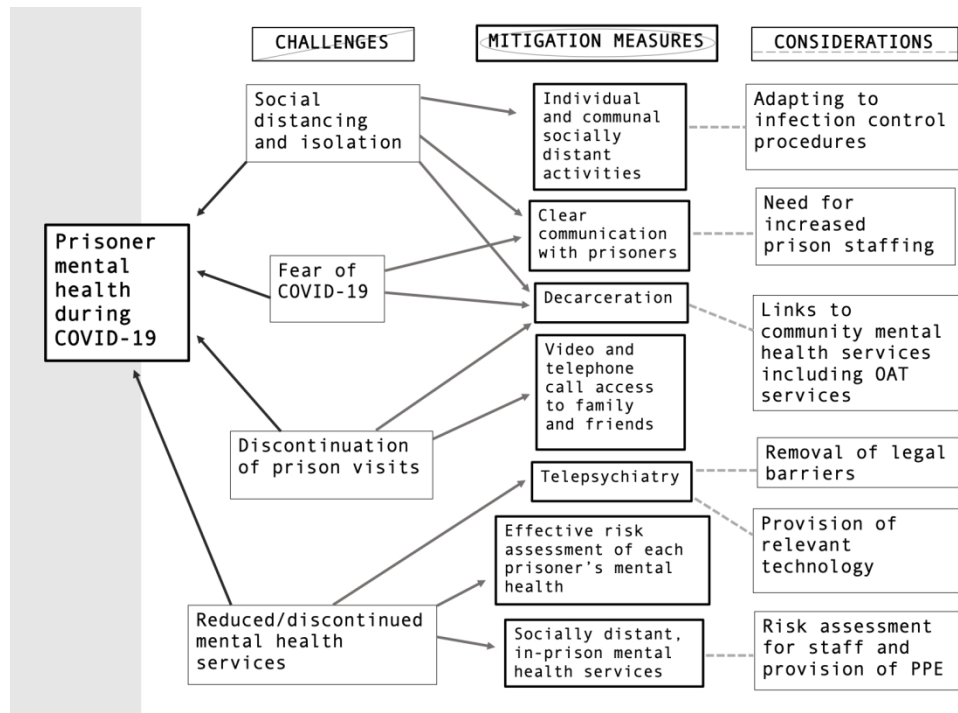 CHALLENGES
MITIGATION MEASURES
CONSIDERATIONS
Prisoner
mental
health
during
COVID-19
Social
distancing
and isolation
Fear of
COVID-19
Discontinuation
of prison visits
Reduced/discontinued
mental health
services
Individual
and communal
socially
distant
activities
Clear
communication
with prisoners
Decarceration
Video and
telephone
call access
to family
and friends
Telepsychiatry
Effective risk
assessment of each
prisoner's mental
health
Socially distant,
in-prison mental
health services
Adapting to
infection control
procedures
Need for
increased
prison staffing
Links to
community mental
health services
including OAT
services
Removal of legal
barriers
Provision of
relevant
technology
Risk assessment
for staff and
provision of PPE